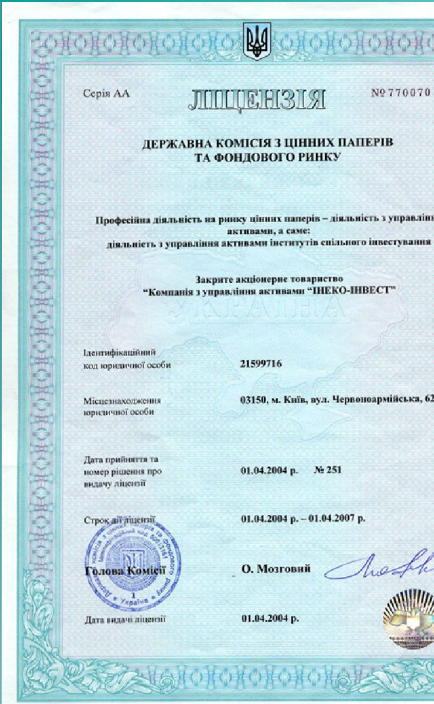 Серія АА
ЛІЦЕНЗІЯ
№770070
ДЕРЖАВНА КОМІСІЯ З ЦІННИХ ПАПЕРІВ
ТА ФОНДОВОГО РИНКУ
Професійна діяльність на ринку цінних паперів – діяльність з управлін
активами, а саме:
діяльність з управління активами інститутів спільного інвестування
Закрите акціонерне товариство
“Компанія з управління активами “ІНЕКО-ІНВЕСТ”
УКРАЇНА
Ідентифікаційний
код юридичної особи
21599716
Місцезнаходження
юридичної особи
03150, м. Київ, вул. Червоноармійська, 62
Дата прийняття та
номер рішення про
видачу ліцензії
01.04.2004 р. № 251
Строк дії ліцензії
01.04.2004 р. – 01.04.2007 р.
Голова Комісії
О. Мозговий
Україна
1
Дата видачі ліцензії
01.04.2004 р.